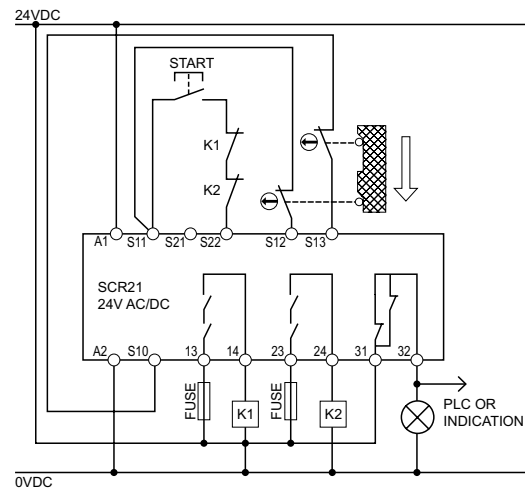 24VDC
START
K1
K2
A1 S11 S21 S22 S12 S13
SCR21
24V AC/DC
A2 S10 13 14 23 24 31 32
FUSE K1 FUSE K2
PLC OR
INDICATION
0VDC